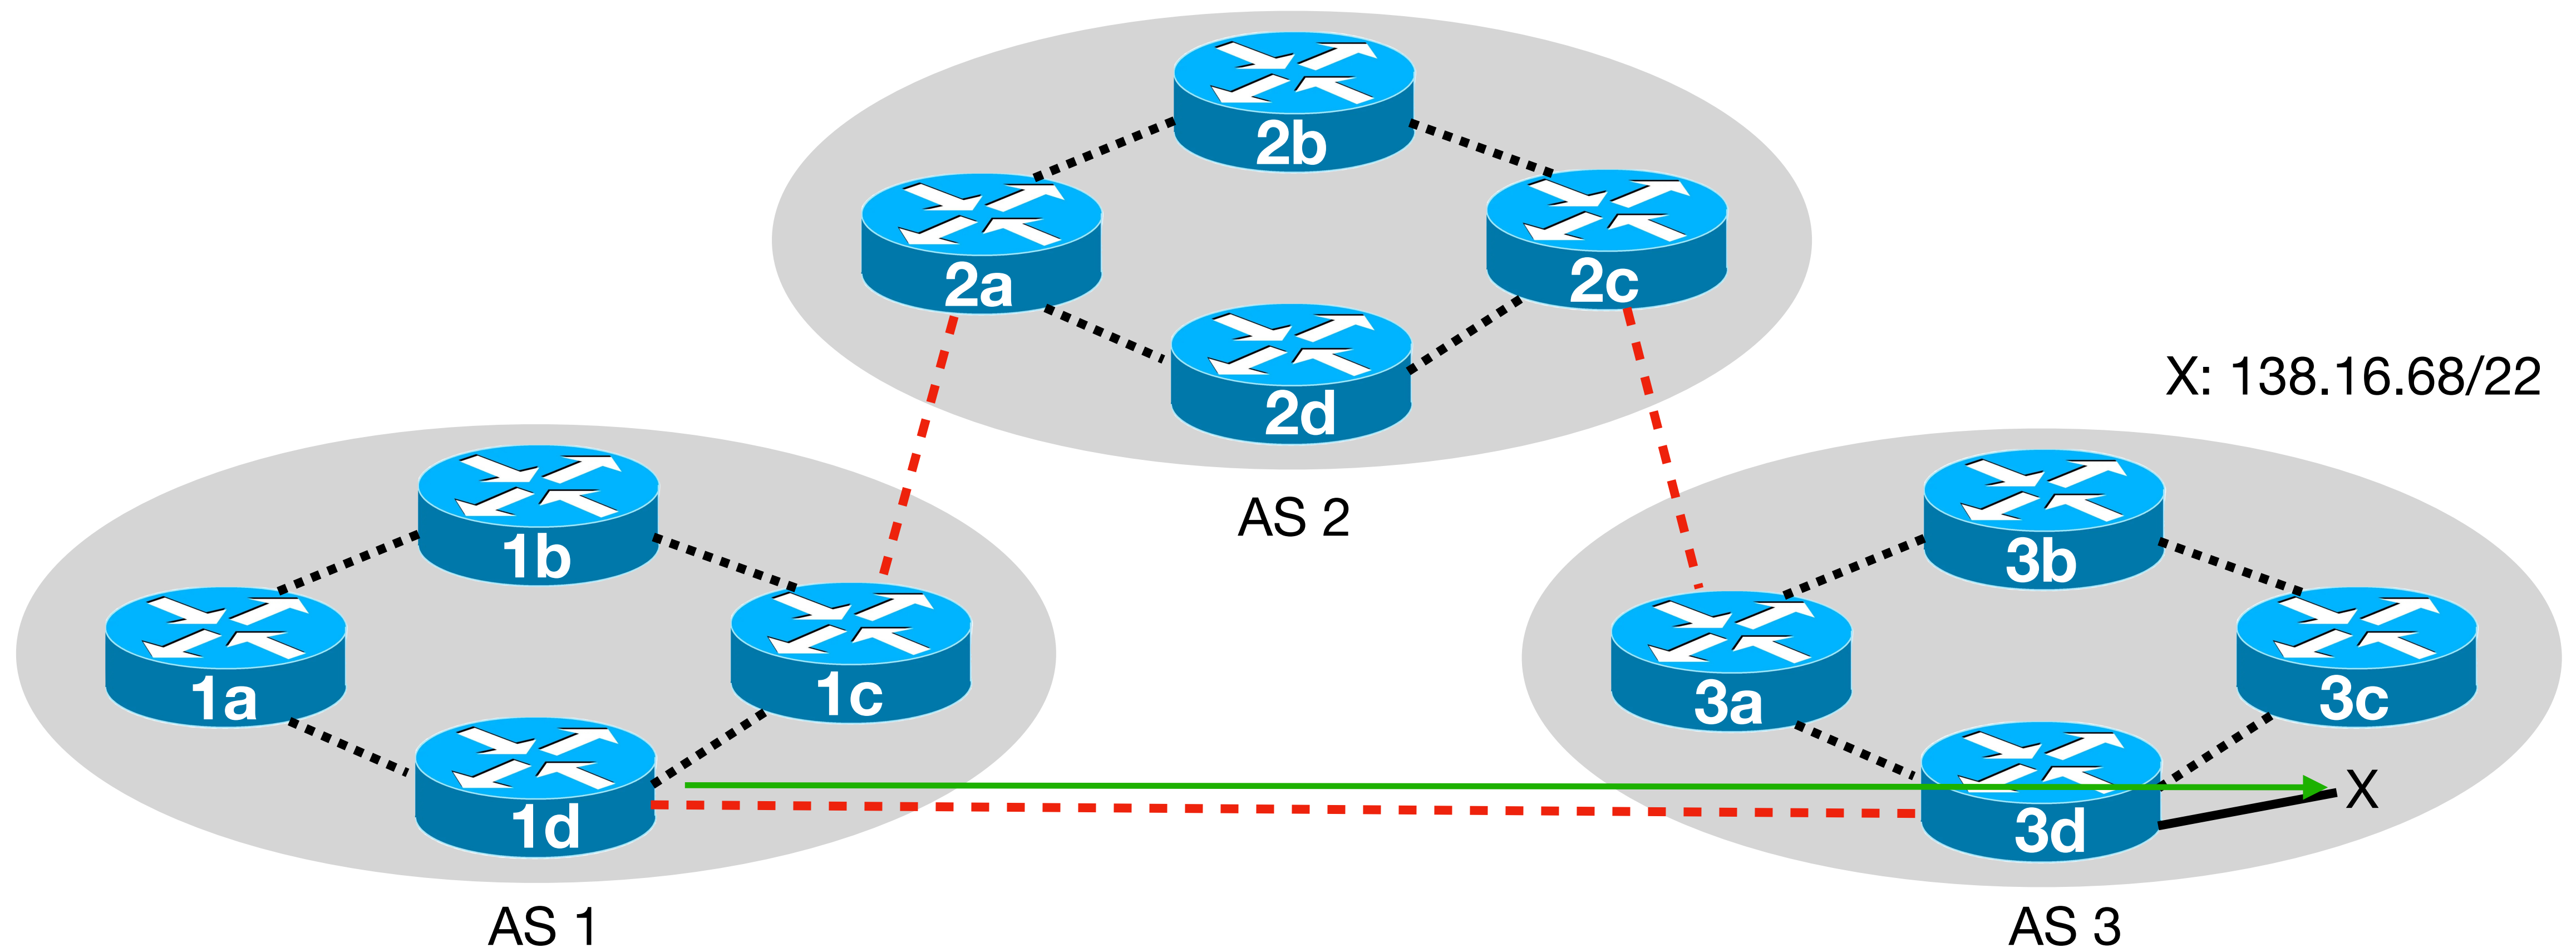 2b
2a
2c
2d
X: 138.16.68/22
AS 2
1b
3b
1a
1c
3a
3c
1d
3d
X
AS 1
AS 3